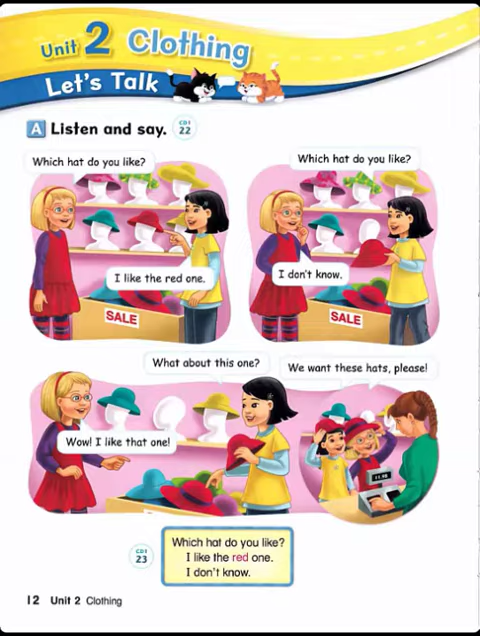 Unit 2 Clothing
Let's Talk
A Listen and say. CD1 22
Which hat do you like?
I like the red one.
SALE
Which hat do you like?
I don't know.
SALE
What about this one?
Wow! I like that one!
We want these hats, please!
CD1 23
Which hat do you like?
I like the red one.
I don't know.
12 Unit 2 Clothing